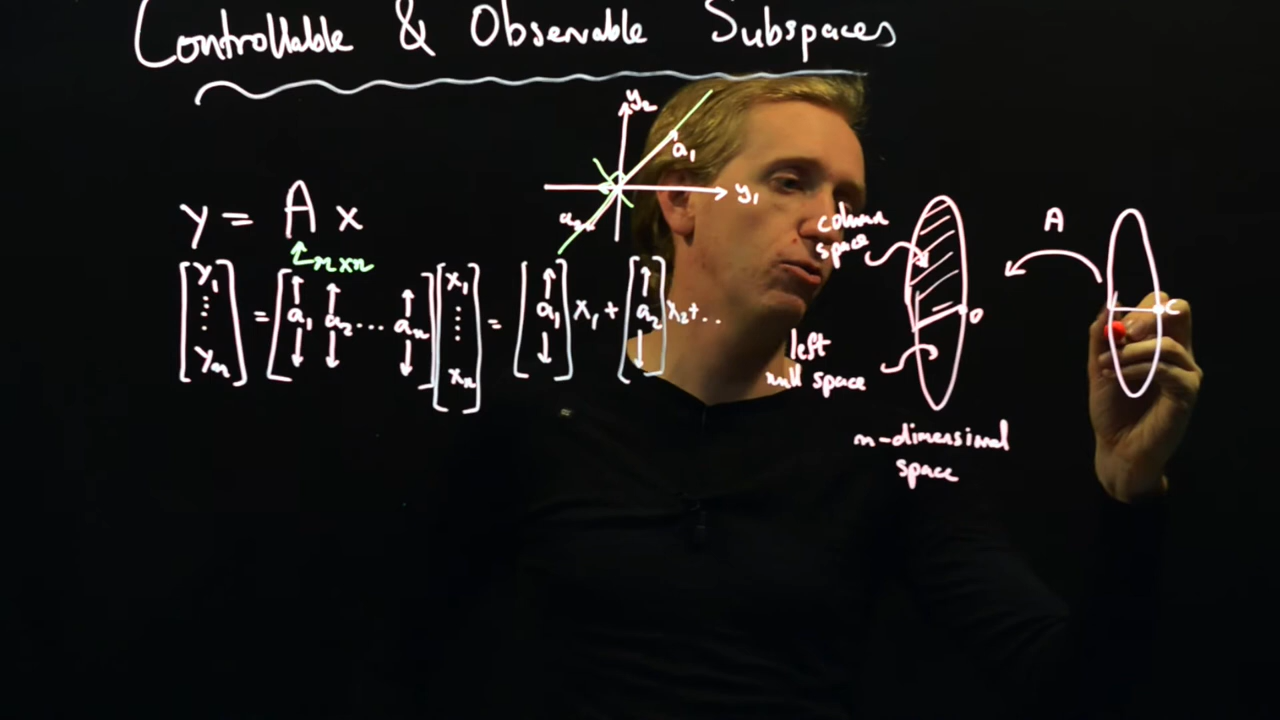 Controllable & Observable Subspaces
y₂
a₁
y₁
a₂
y = A x
m x n
[y₁ ⋮ yₘ] = [a₁ a₂ ... aₙ] [x₁ ⋮ xₙ] = [a₁] x₁ + [a₂] x₂ + ...
column
space
A
0
left
null space
m-dimensional
space